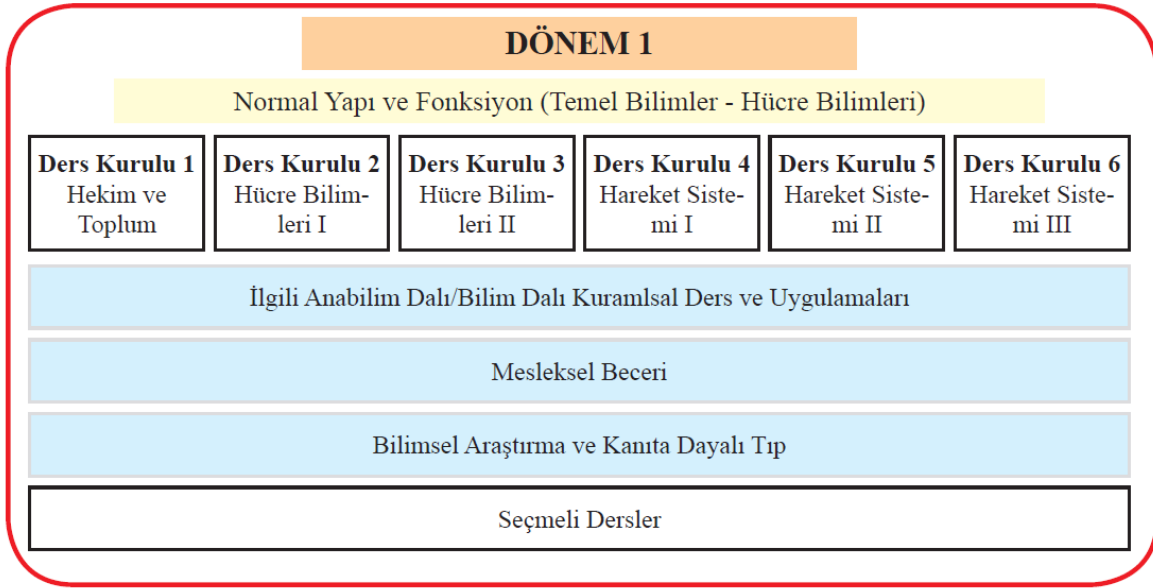 DÖNEM 1
Normal Yapı ve Fonksiyon (Temel Bilimler - Hücre Bilimleri)
Ders Kurulu 1
Hekim ve
Toplum
Ders Kurulu 2
Hücre Bilim-
leri I
Ders Kurulu 3
Hücre Bilim-
leri II
Ders Kurulu 4
Hareket Siste-
mi I
Ders Kurulu 5
Hareket Siste-
mi II
Ders Kurulu 6
Hareket Siste-
mi III
İlgili Anabilim Dalı/Bilim Dalı Kuramlsal Ders ve Uygulamaları
Mesleksel Beceri
Bilimsel Araştırma ve Kanıta Dayalı Tıp
Seçmeli Dersler